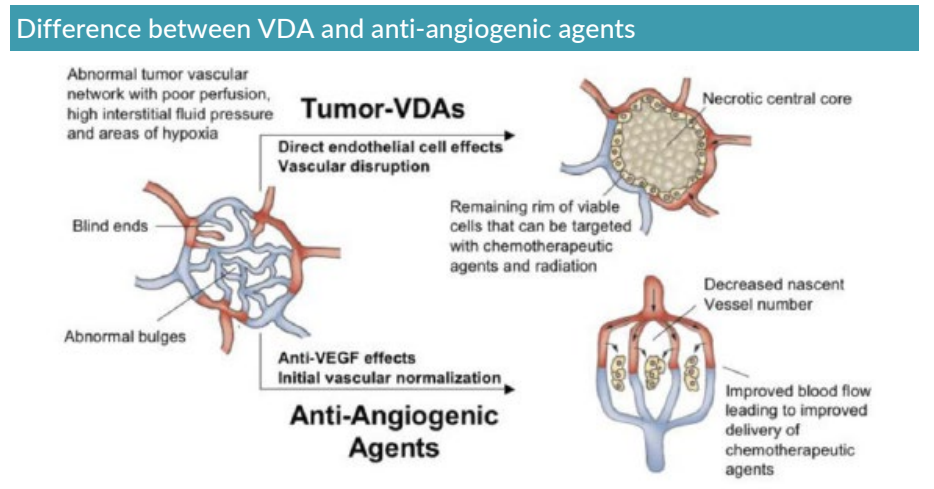 Difference between VDA and anti-angiogenic agents
Abnormal tumor vascular
network with poor perfusion,
high interstitial fluid pressure
and areas of hypoxia
Tumor-VDAs
Direct endothelial cell effects
Vascular disruption
Necrotic central core
Blind ends
Remaining rim of viable
cells that can be targeted
with chemotherapeutic
agents and radiation
Abnormal bulges
Decreased nascent
Vessel number
Anti-VEGF effects
Initial vascular normalization
Anti-Angiogenic
Agents
Improved blood flow
leading to improved
delivery of
chemotherapeutic
agents